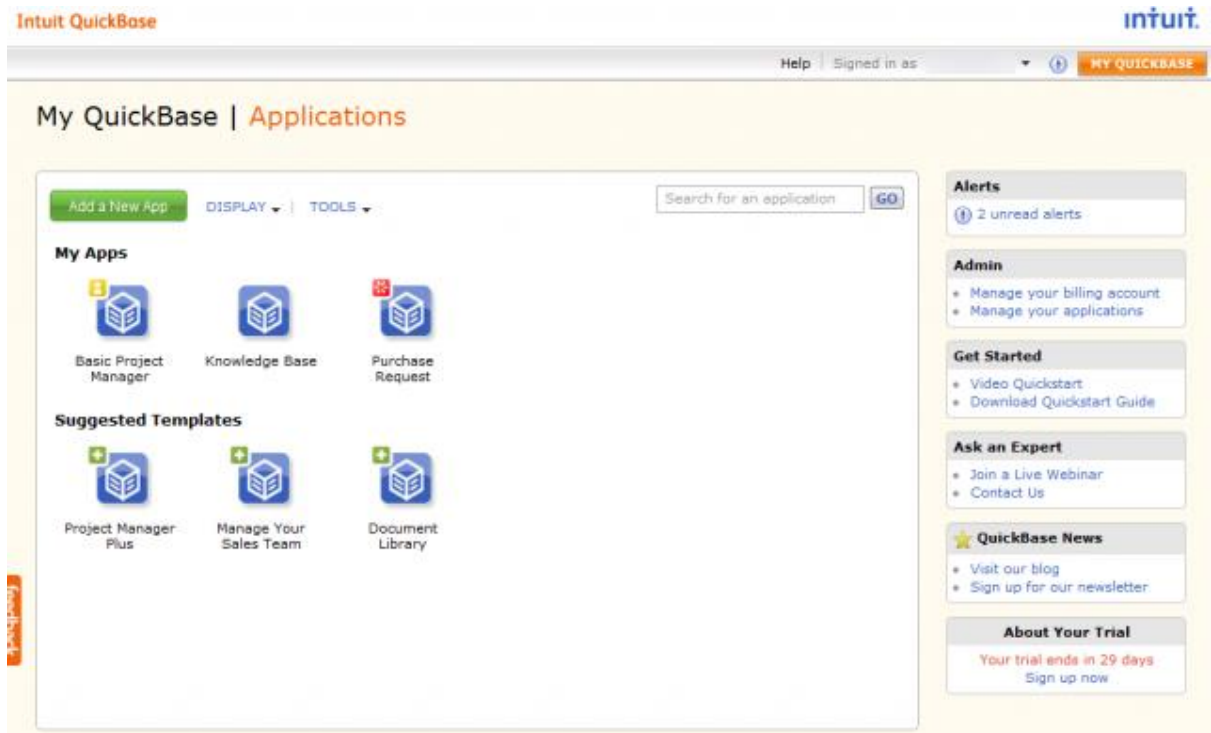 Intuit QuickBase
intuit.
Help
Signed in as
MY QUICKBASE
My QuickBase | Applications
Add a New App
DISPLAY
TOOLS
Search for an application
GO
My Apps
Basic Project
Manager
Knowledge Base
Purchase
Request
Suggested Templates
Project Manager
Plus
Manage Your
Sales Team
Document
Library
feedback
Alerts
2 unread alerts
Admin
Manage your billing account
Manage your applications
Get Started
Video Quickstart
Download Quickstart Guide
Ask an Expert
Join a Live Webinar
Contact Us
QuickBase News
Visit our blog
Sign up for our newsletter
About Your Trial
Your trial ends in 29 days
Sign up now